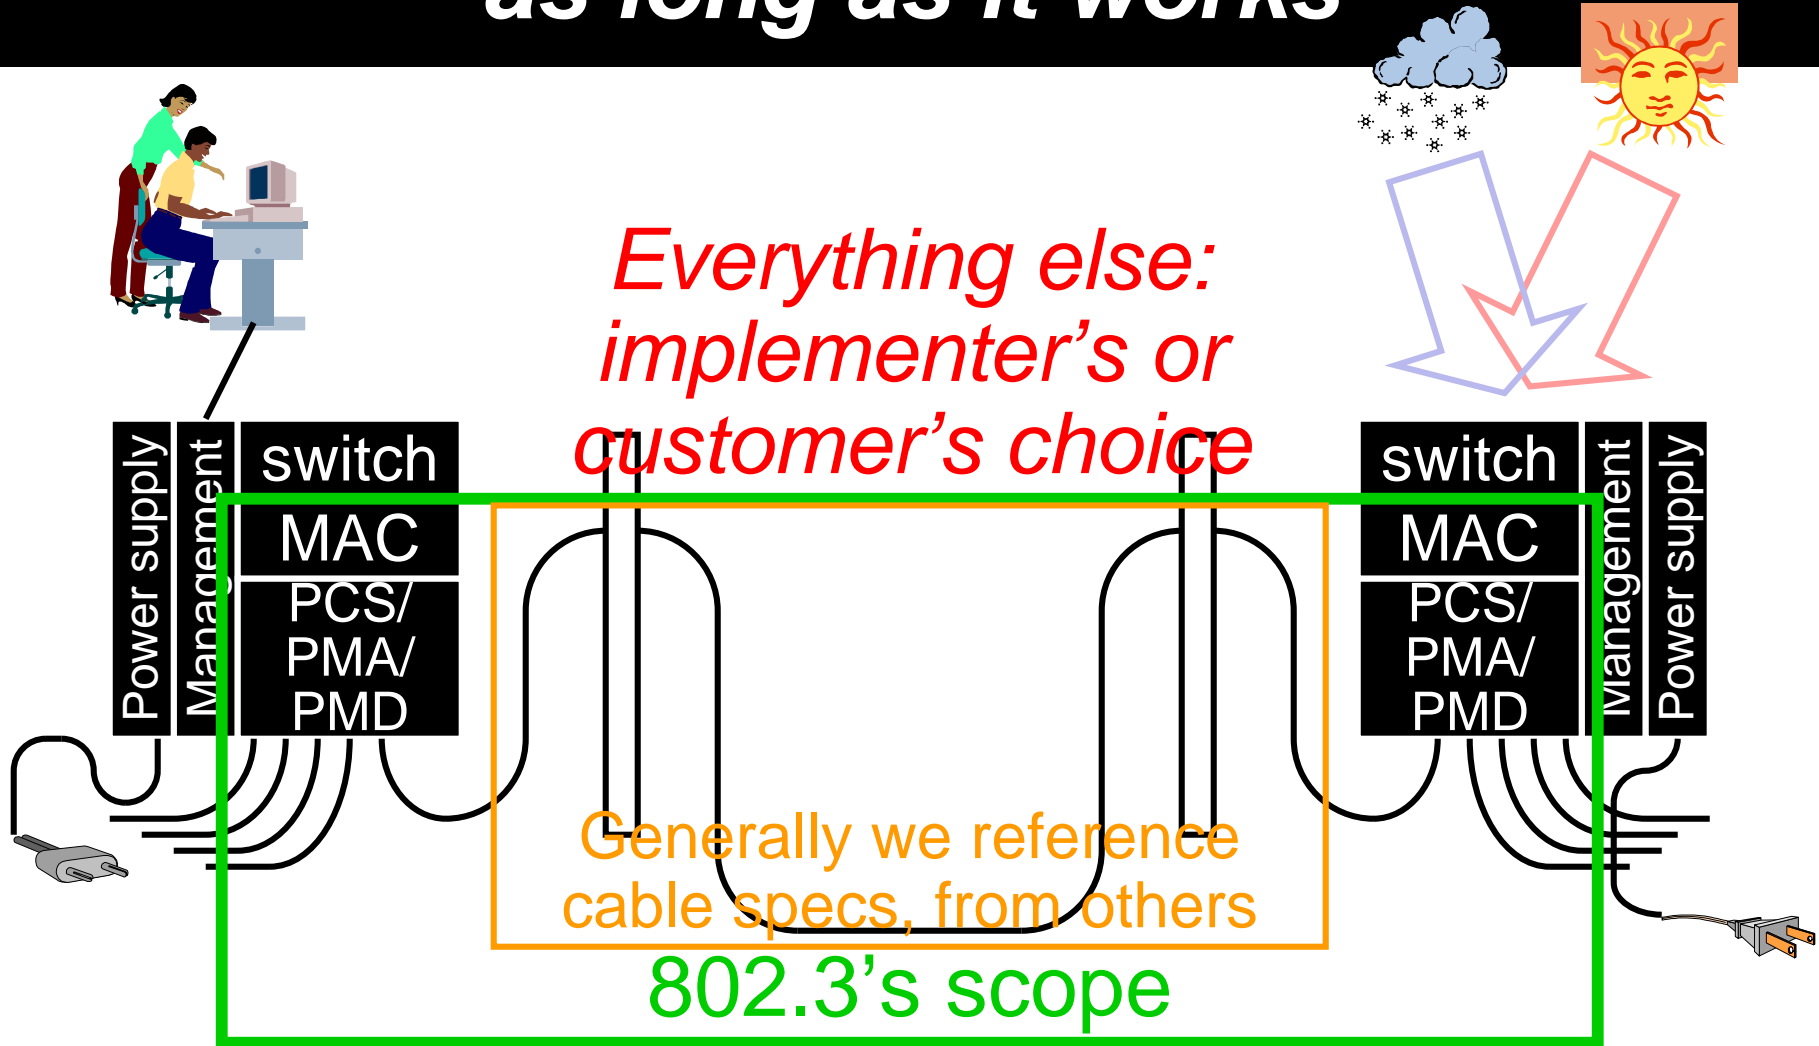 as long as it works
Everything else:
implementer’s or
customer’s choice
Power supply
Management
switch
MAC
PCS/
PMA/
PMD
switch
MAC
PCS/
PMA/
PMD
Management
Power supply
Generally we reference
cable specs, from others
802.3’s scope